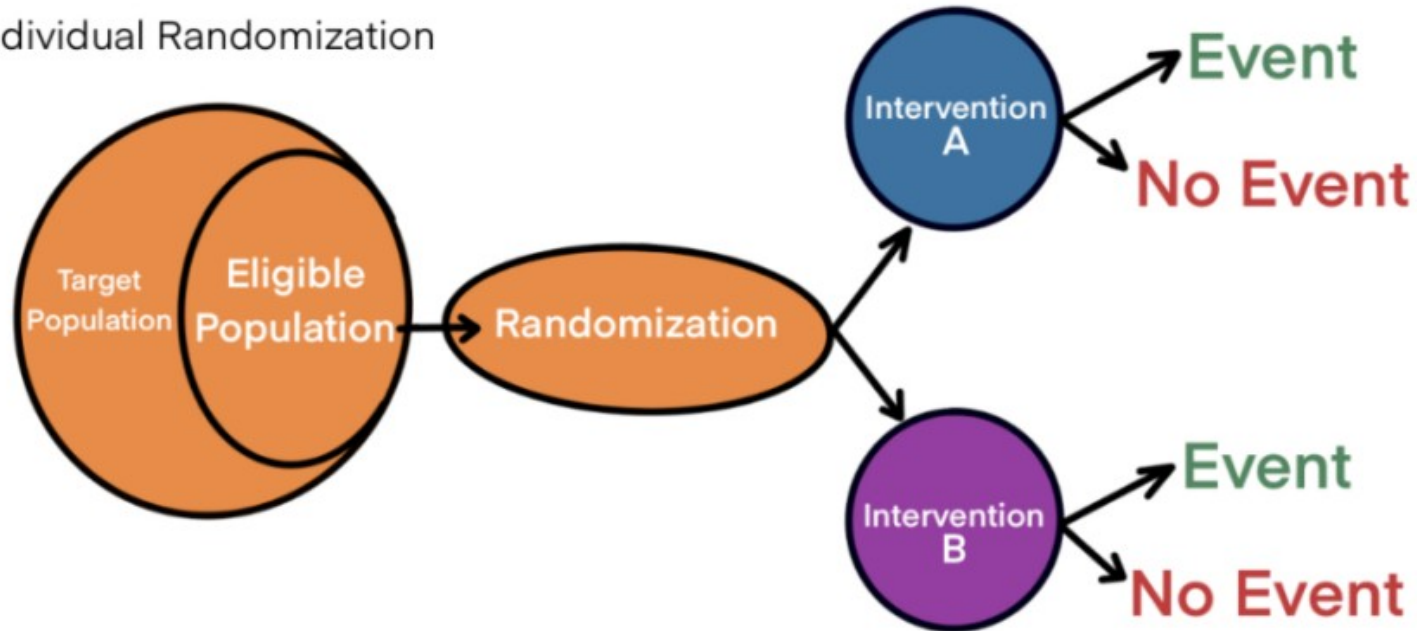 dividual Randomization
Target
Population
Eligible
Population
Randomization
Intervention
A
Event
No Event
Intervention
B
Event
No Event